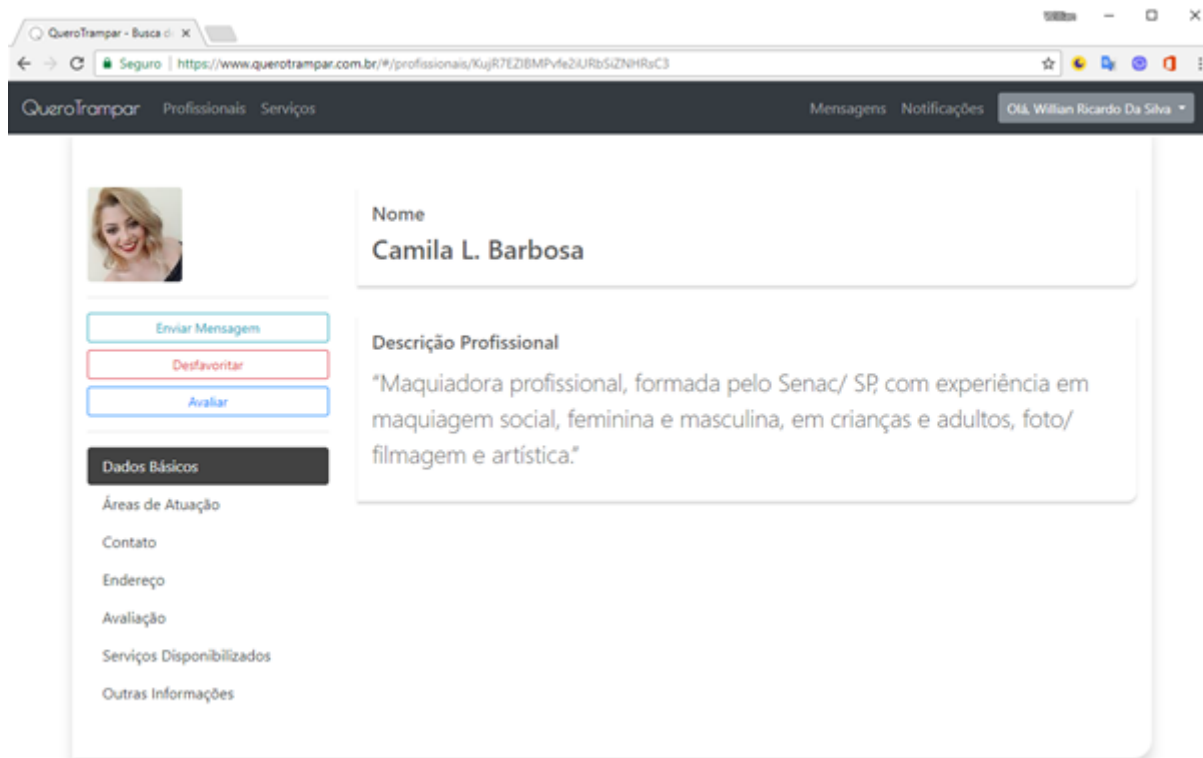 QueroTrampar - Busca d
Seguro | https://www.querotrampar.com.br/#/profissionais/
QueroTrampar Profissionais Serviços Mensagens Notificações Olá, Willian Ricardo Da Silva
Nome
Camila L. Barbosa
Enviar Mensagem
Desfavoritar
Avaliar
Descrição Profissional
“Maquiadora profissional, formada pelo Senac/ SP, com experiência em
maquiagem social, feminina e masculina, em crianças e adultos, foto/
filmagem e artística.”
Dados Básicos
Áreas de Atuação
Contato
Endereço
Avaliação
Serviços Disponibilizados
Outras Informações